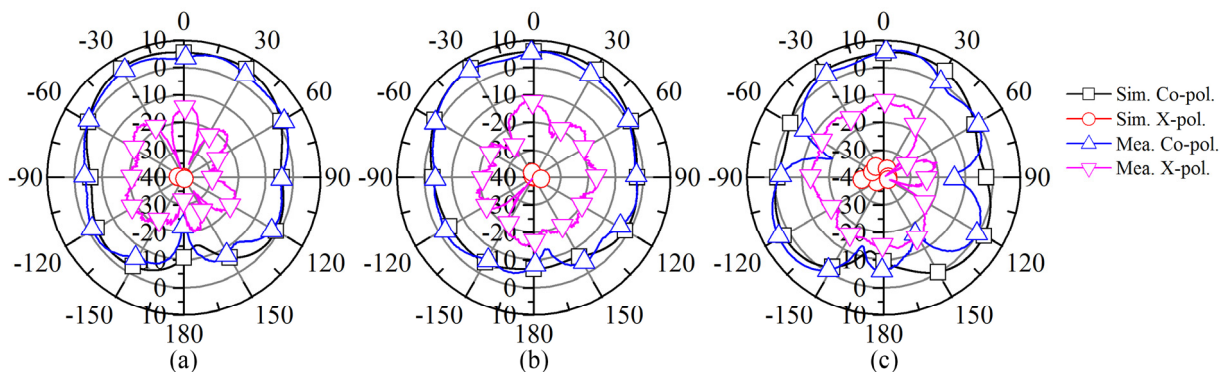 0 0 0
-30 10 30 -30 10 30 -30 10 30
0 0 0
-60 -10 60 -60 -10 60 -60 -10 60
-20 -20 -20
-30 -30 -30
-90 -40 90 -90 -40 90 -90 -40 90
-30 -30 -30
-20 -20 -20
-120 -10 120 -120 -10 120 -120 -10 120
0 0 0
-150 10 150 -150 10 150 -150 10 150
180 180 180
(a) (b) (c)
Sim. Co-pol.
Sim. X-pol.
Mea. Co-pol.
Mea. X-pol.